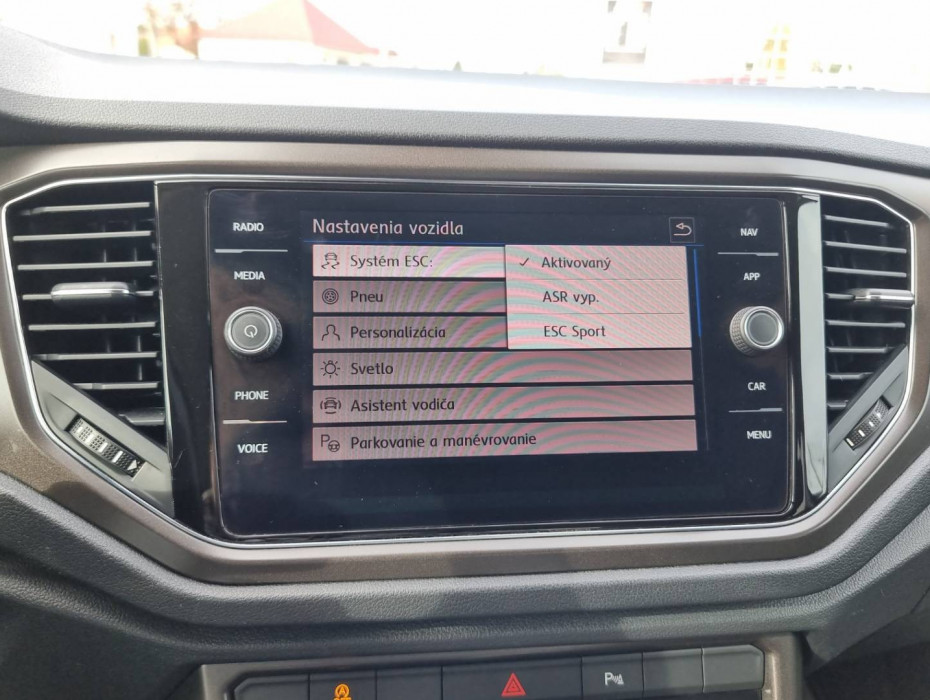 RADIO
MEDIA
PHONE
VOICE
Nastavenia vozidla
Systém ESC:
Aktivovaný
Pneu
ASR vyp.
Personalizácia
ESC Sport
Svetlo
Asistent vodiča
Parkovanie a manévrovanie
NAV
APP
CAR
MENU
P
A